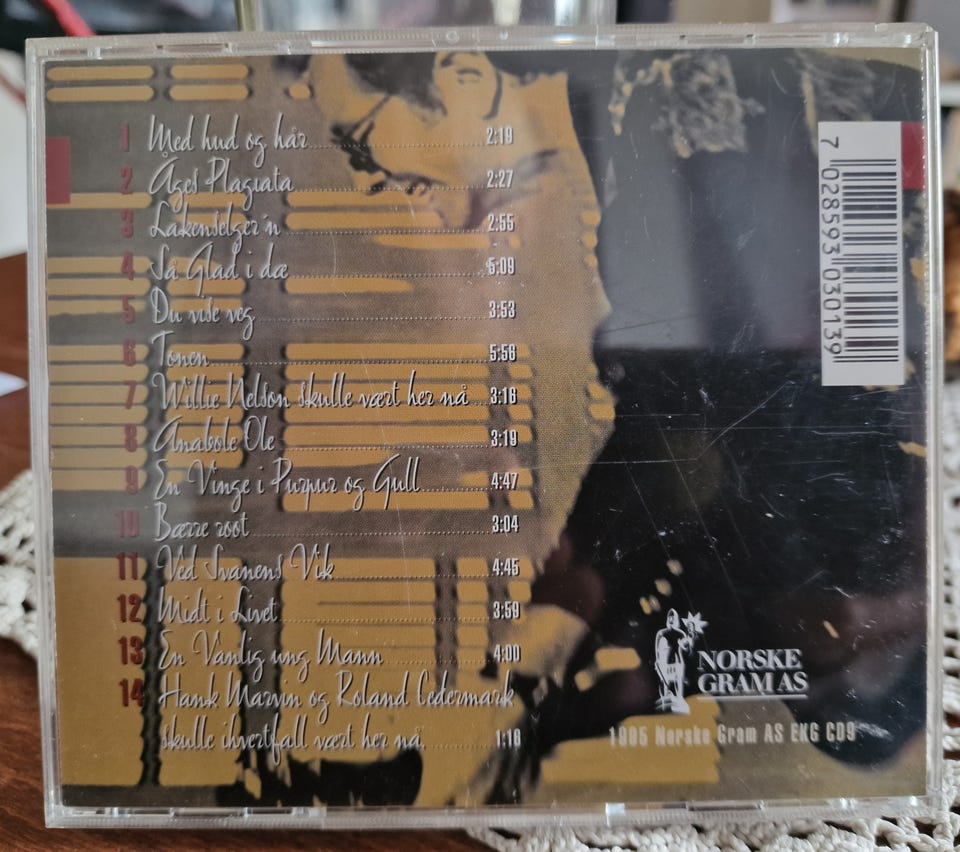 1 Med hud og hår 2:19
2 Åges Plagiata 2:27
3 Lakenselger'n 2:55
4 Så Glad i dæ 5:09
5 Du vise veg 3:53
6 Tonen 5:56
7 Willie Nelson skulle vært her nå 3:16
8 Anabole Ole 3:19
9 En Vinge i Purpur og Gull 4:47
10 Bærre root 3:04
11 Ved Svanens Vik 4:45
12 Midt i Livet 3:59
13 En Vanlig ung Mann 4:00
14 Hank Marvin og Roland Cedermark
skulle ihvertfall vært her nå 1:16
7 028593 030139
NORSKE
GRAM AS
1995 Norske Gram AS EKG CD9